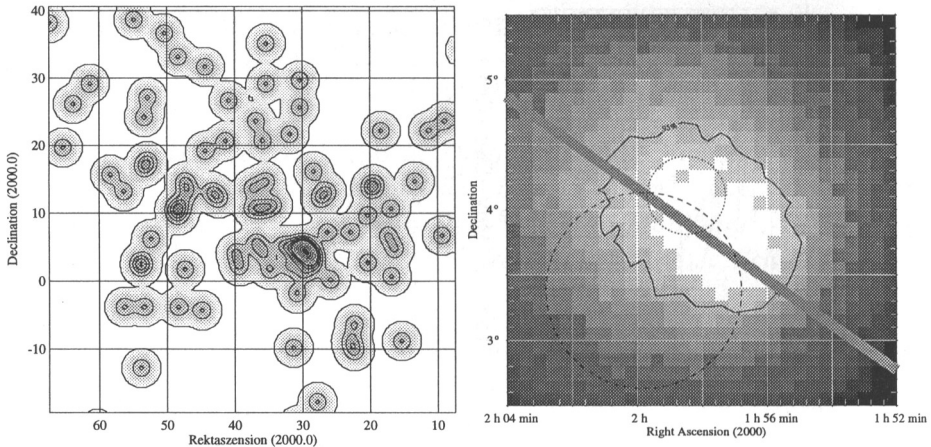 40
30
20
10
0
-10
Declination (2000.0)
60 50 40 30 20 10
Rektaszension (2000.0)
5°
4°
3°
Declination
95%
2 h 04 min 2 h 1 h 56 min 1 h 52 min
Right Ascension (2000)